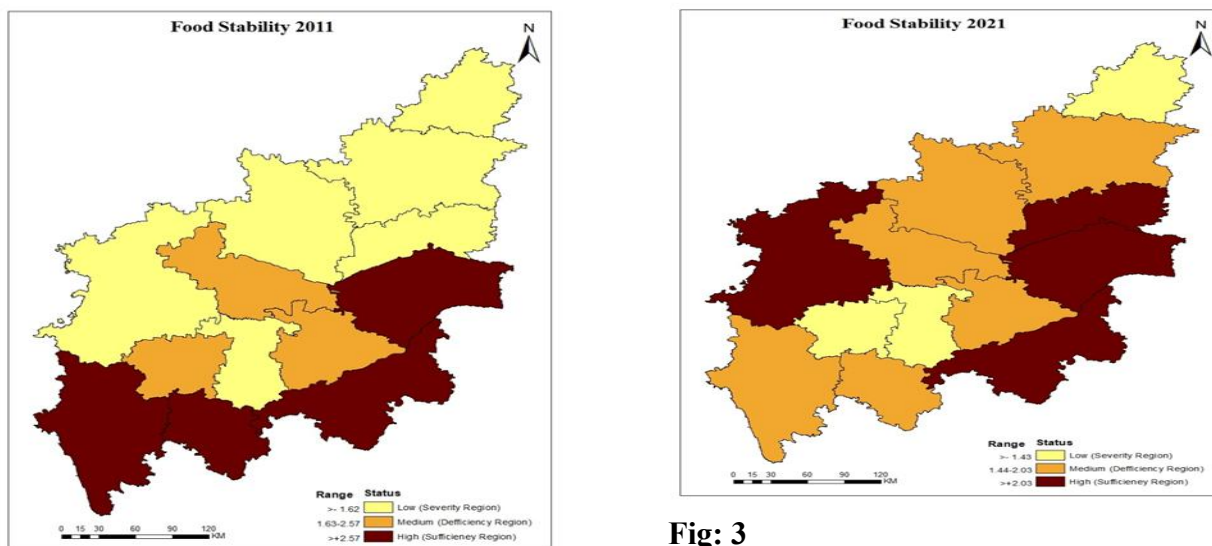 Food Stability 2011
N
Range Status
>- 1.62 Low (Severity Region)
1.63-2.57 Medium (Defficiency Region)
>+2.57 High (Sufficieney Region)
0 15 30 60 90 120
KM
Food Stability 2021
N
Range Status
>- 1.43 Low (Severity Region)
1.44-2.03 Medium (Defficiency Region)
>+2.03 High (Sufficieney Region)
0 15 30 60 90 120
KM
Fig: 3